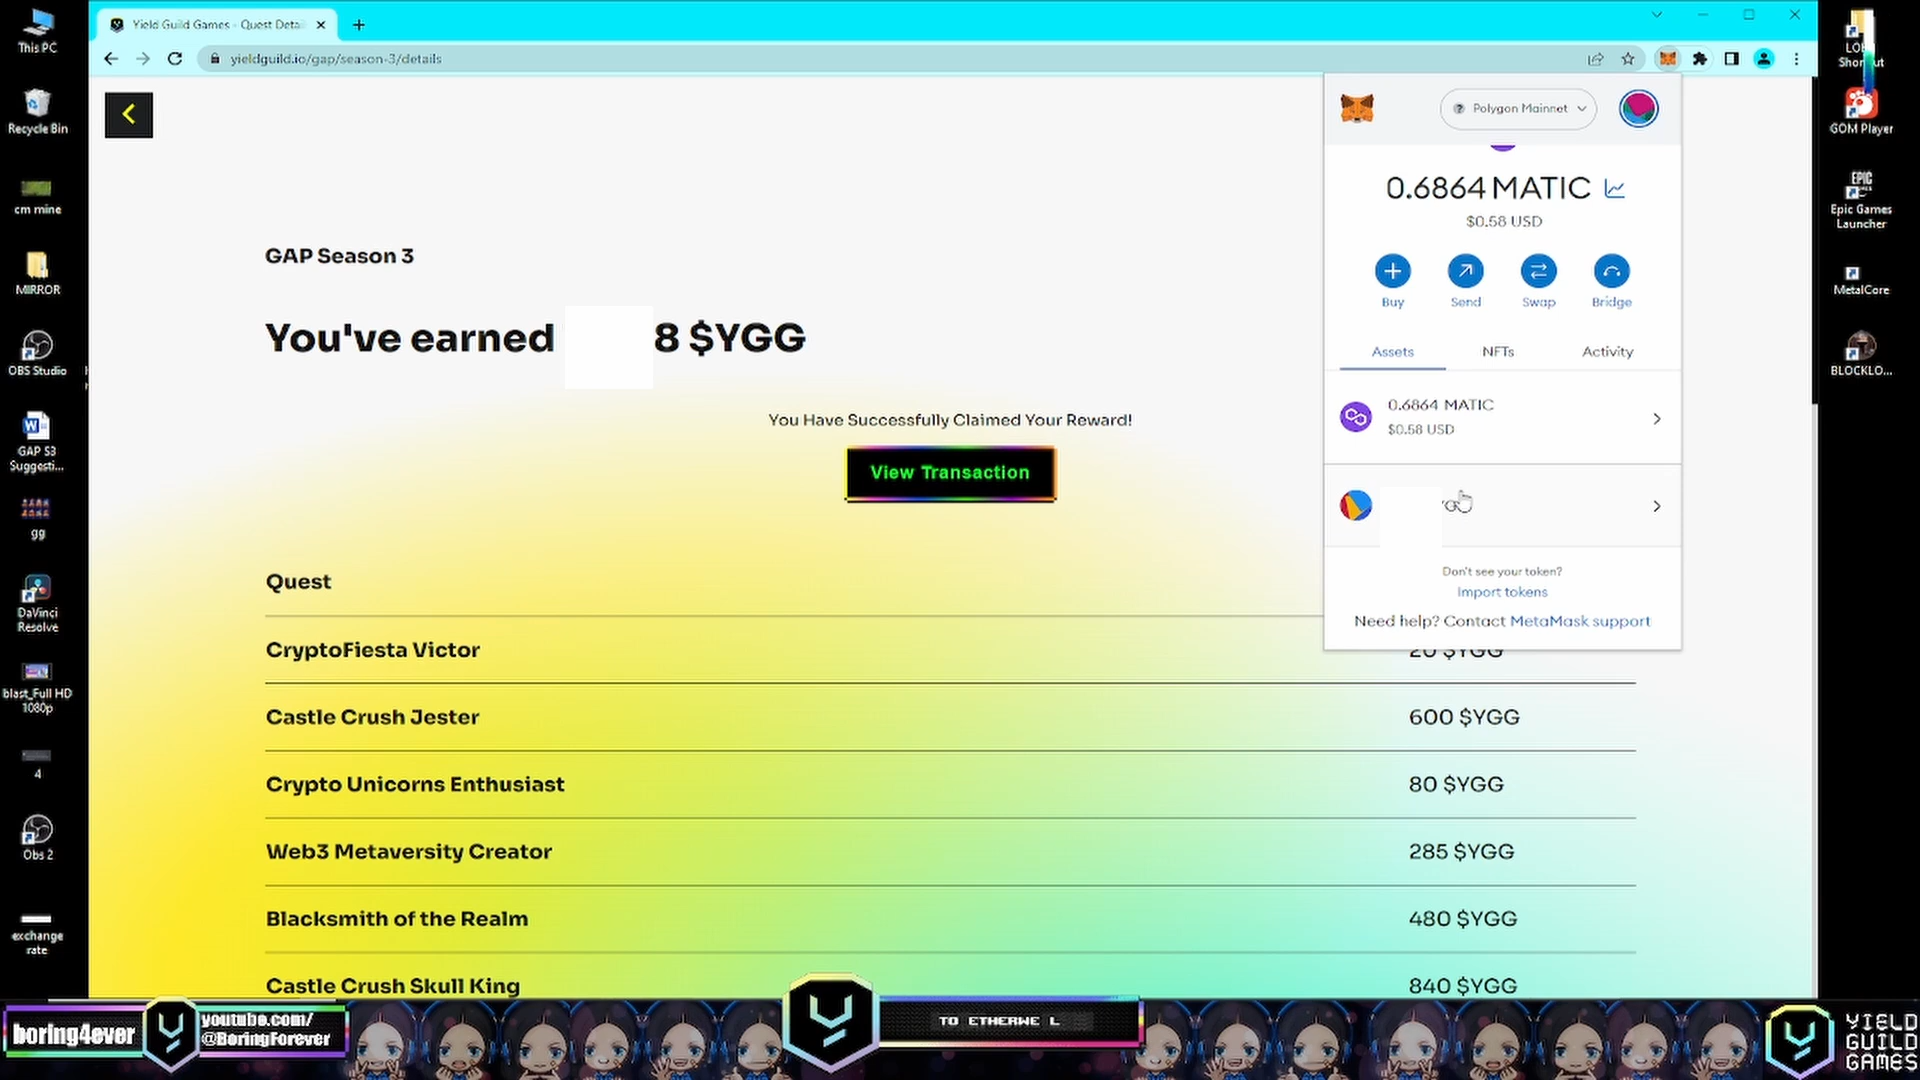 This PC
Recycle Bin
cm mine
MIRROR
OBS Studio
GAP S3
Suggesti...
gg
DaVinci
Resolve
blast_Full HD
1080p
4
Obs 2
exchange
rate
Yield Guild Games - Quest Detai
yieldguild.io/gap/season-3/details
GAP Season 3
You've earned 8 $YGG
You Have Successfully Claimed Your Reward!
View Transaction
Quest
CryptoFiesta Victor 20 $YGG
Castle Crush Jester 600 $YGG
Crypto Unicorns Enthusiast 80 $YGG
Web3 Metaversity Creator 285 $YGG
Blacksmith of the Realm 480 $YGG
Castle Crush Skull King 840 $YGG
Polygon Mainnet
0.6864 MATIC
$0.58 USD
Buy Send Swap Bridge
Assets NFTs Activity
0.6864 MATIC
$0.58 USD
Don't see your token?
Import tokens
Need help? Contact MetaMask support
GOM Player
EPIC
GAMES
Epic Games
Launcher
MetalCore
BLOCKLO...
boring4ever
youtube.com/
@BoringForever
TO ETHERWE L
YIELD
GUILD
GAMES